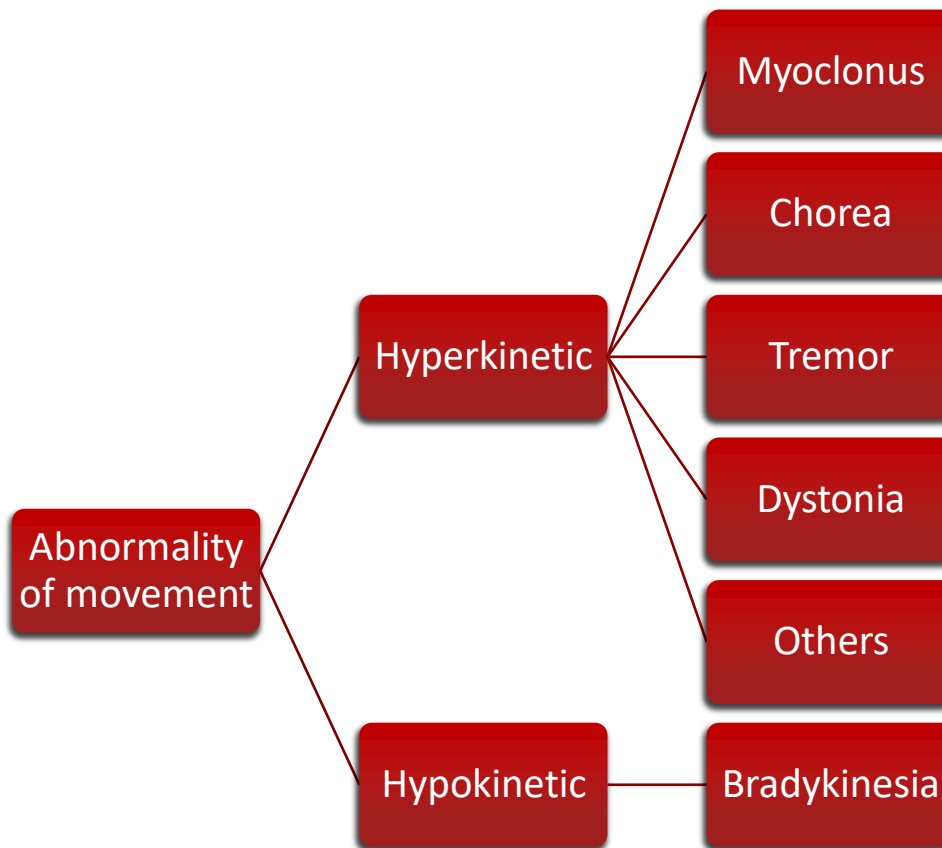 Abnormality
of movement
Hyperkinetic
Myoclonus
Chorea
Tremor
Dystonia
Others
Hypokinetic
Bradykinesia